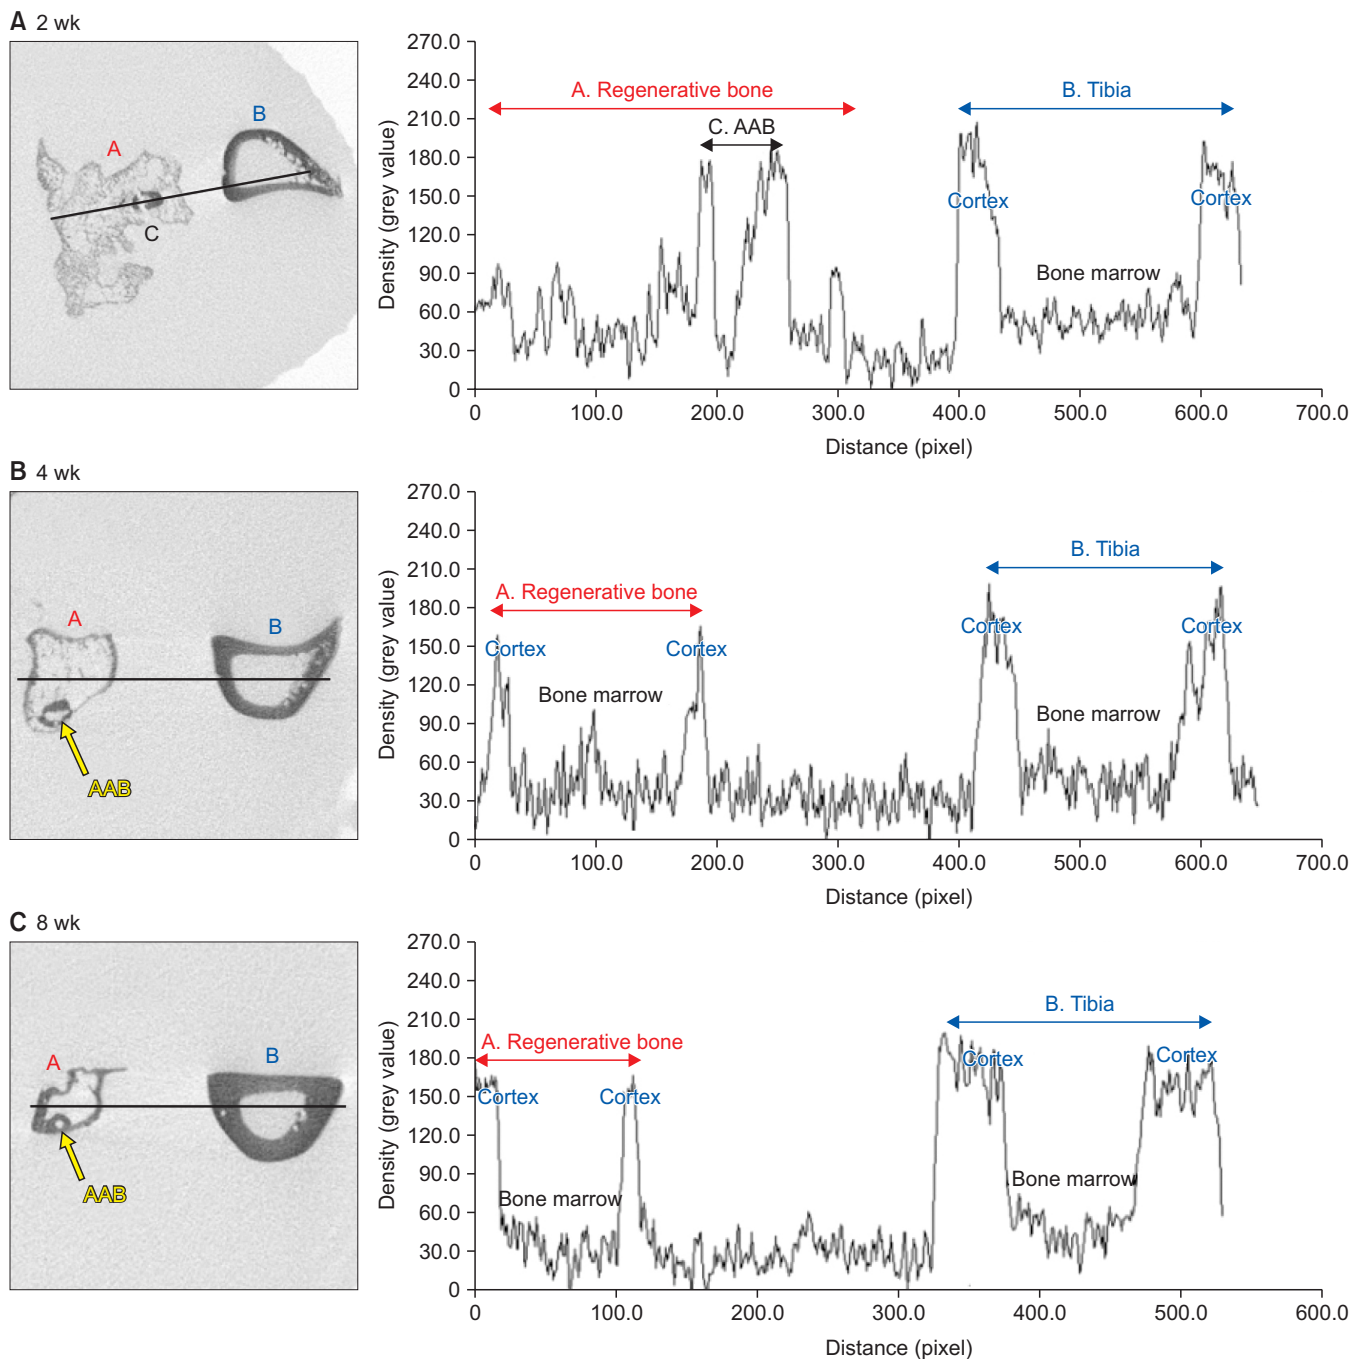 A 2 wk
A
B
C
270.0
240.0
210.0
180.0
150.0
120.0
90.0
60.0
30.0
0
Density (grey value)
A. Regenerative bone
C. AAB
B. Tibia
Cortex
Cortex
Bone marrow
0 100.0 200.0 300.0 400.0 500.0 600.0 700.0
Distance (pixel)
B 4 wk
A
B
AAB
270.0
240.0
210.0
180.0
150.0
120.0
90.0
60.0
30.0
0
Density (grey value)
B. Tibia
A. Regenerative bone
Cortex
Cortex
Cortex
Cortex
Bone marrow
Bone marrow
0 100.0 200.0 300.0 400.0 500.0 600.0 700.0
Distance (pixel)
C 8 wk
A
B
AAB
270.0
240.0
210.0
180.0
150.0
120.0
90.0
60.0
30.0
0
Density (grey value)
B. Tibia
A. Regenerative bone
Cortex
Cortex
Cortex
Cortex
Bone marrow
Bone marrow
0 100.0 200.0 300.0 400.0 500.0 600.0
Distance (pixel)